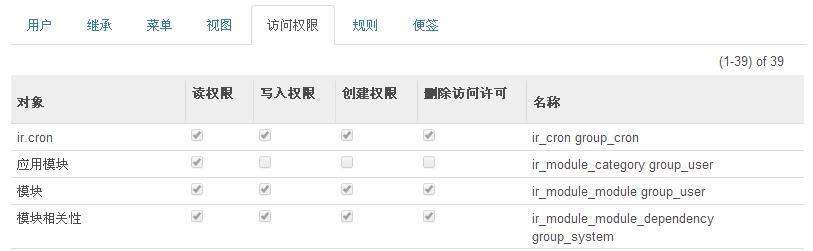 用户 继承 菜单 视图 访问权限 规则 便签
(1-39) of 39
对象 读权限 写入权限 创建权限 删除访问许可 名称
ir.cron ir_cron group_cron
应用模块 ir_module_category group_user
模块 ir_module_module group_user
模块相关性 ir_module_module_dependency
group_system